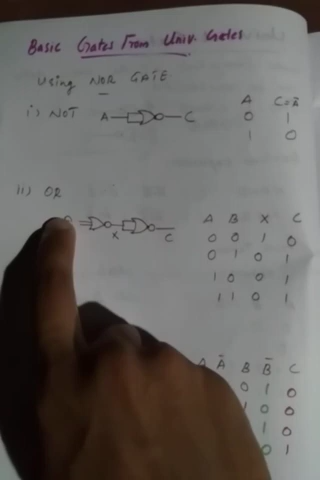 Basic Gates From Univ. Gates
Using NOR GATE
i) NOT A C
A C=Ā
0 1
1 0
ii) OR
X C
A B X C
0 0 1 0
0 1 0 1
1 0 0 1
1 1 0 1
A Ā B B̄ C
0 1 0
1 0 0
1 0
0 1